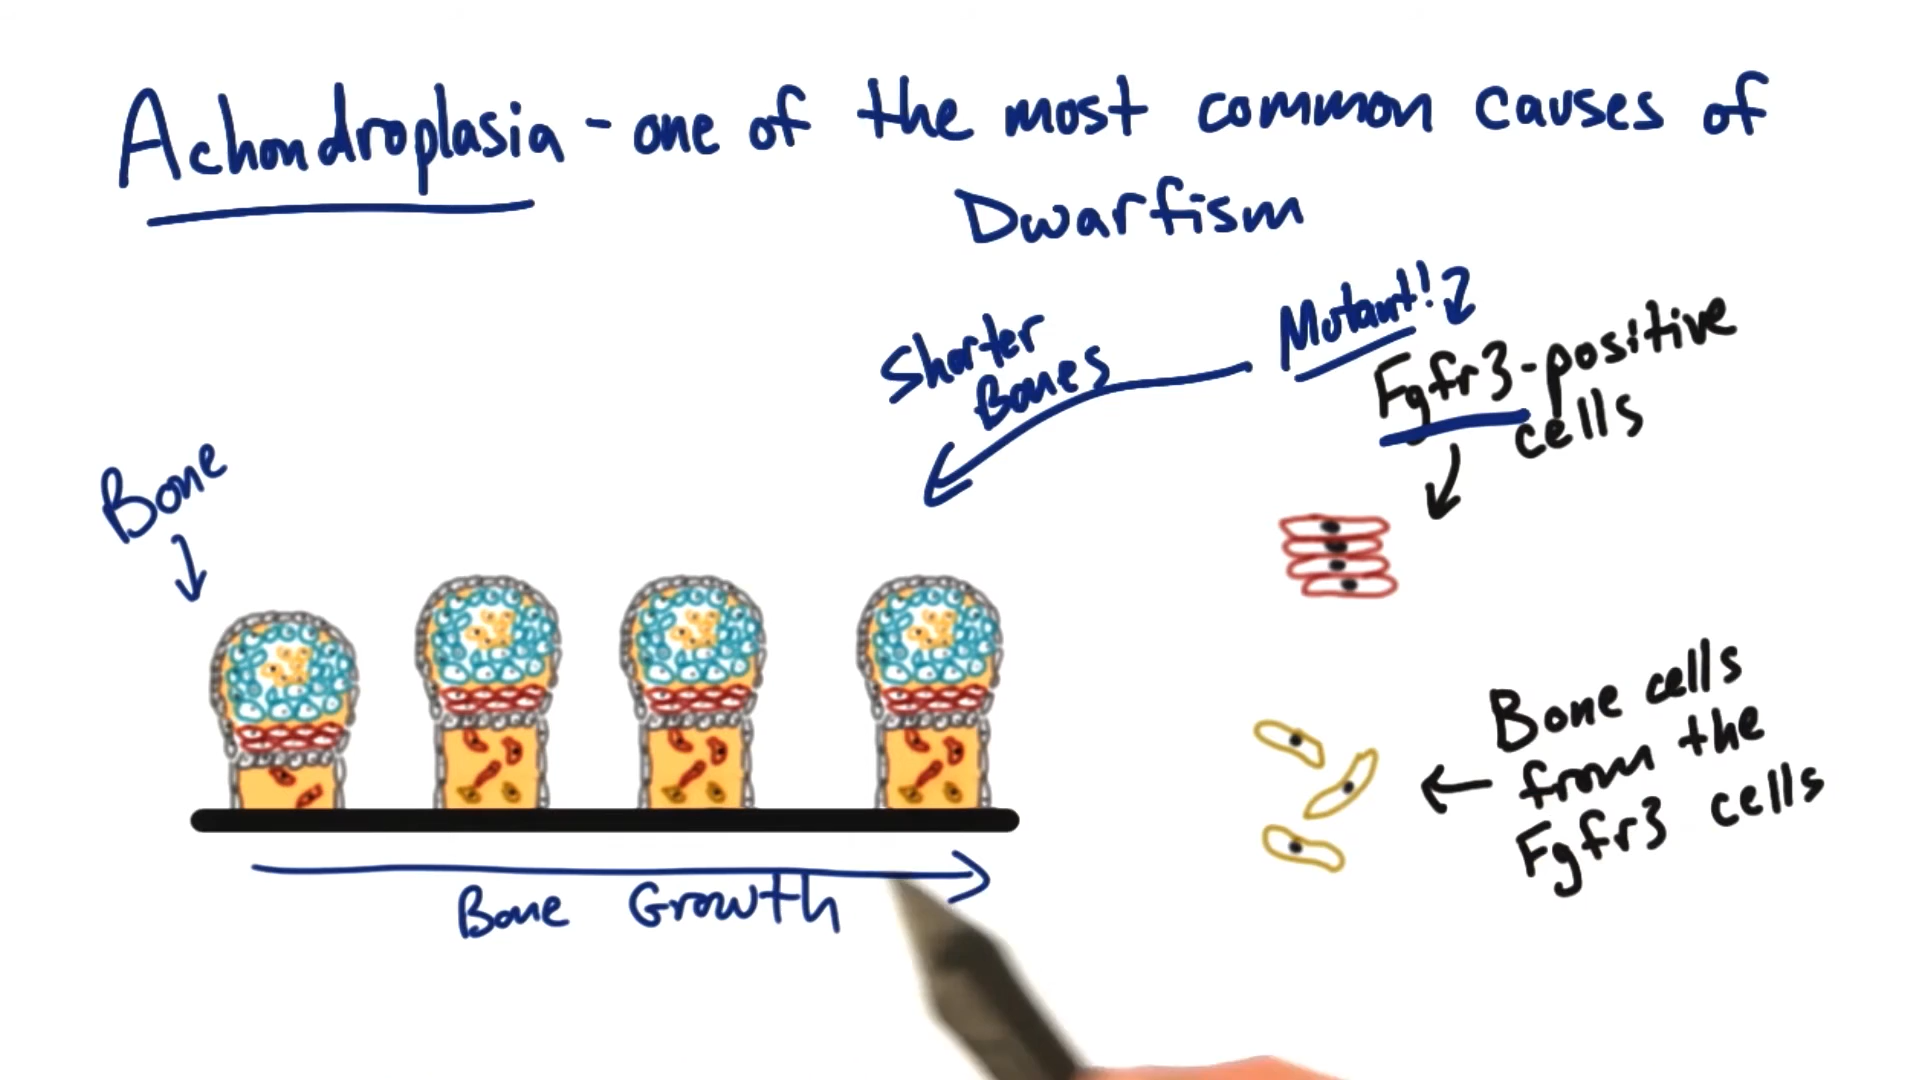 Achondroplasia - one of the most common causes of
Dwarfism
Mutant!
Shorter
Bones
Fgfr3-positive
cells
Bone
Bone cells
from the
Fgfr3 cells
Bone Growth